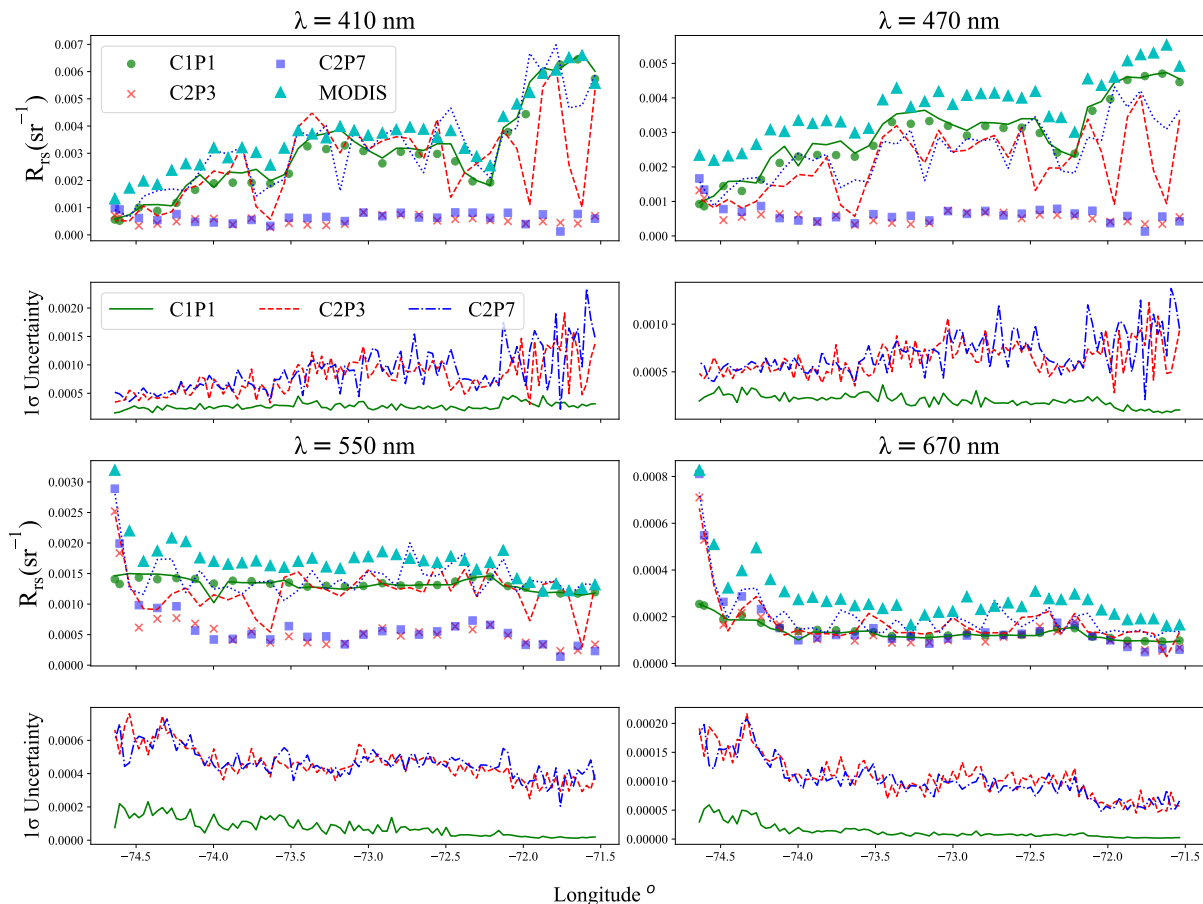 λ = 410 nm
λ = 470 nm
R_rs(sr⁻¹)
0.007
0.006
0.005
0.004
0.003
0.002
0.001
0.000
C1P1
C2P7
C2P3
MODIS
0.005
0.004
0.003
0.002
0.001
0.000
1σ Uncertainty
0.0020
0.0015
0.0010
0.0005
C1P1
C2P3
C2P7
0.0010
0.0005
λ = 550 nm
λ = 670 nm
R_rs(sr⁻¹)
0.0030
0.0025
0.0020
0.0015
0.0010
0.0005
0.0000
0.0008
0.0006
0.0004
0.0002
0.0000
1σ Uncertainty
0.0006
0.0004
0.0002
0.0000
0.00020
0.00015
0.00010
0.00005
0.00000
−74.5 −74.0 −73.5 −73.0 −72.5 −72.0 −71.5
−74.5 −74.0 −73.5 −73.0 −72.5 −72.0 −71.5
Longitude °